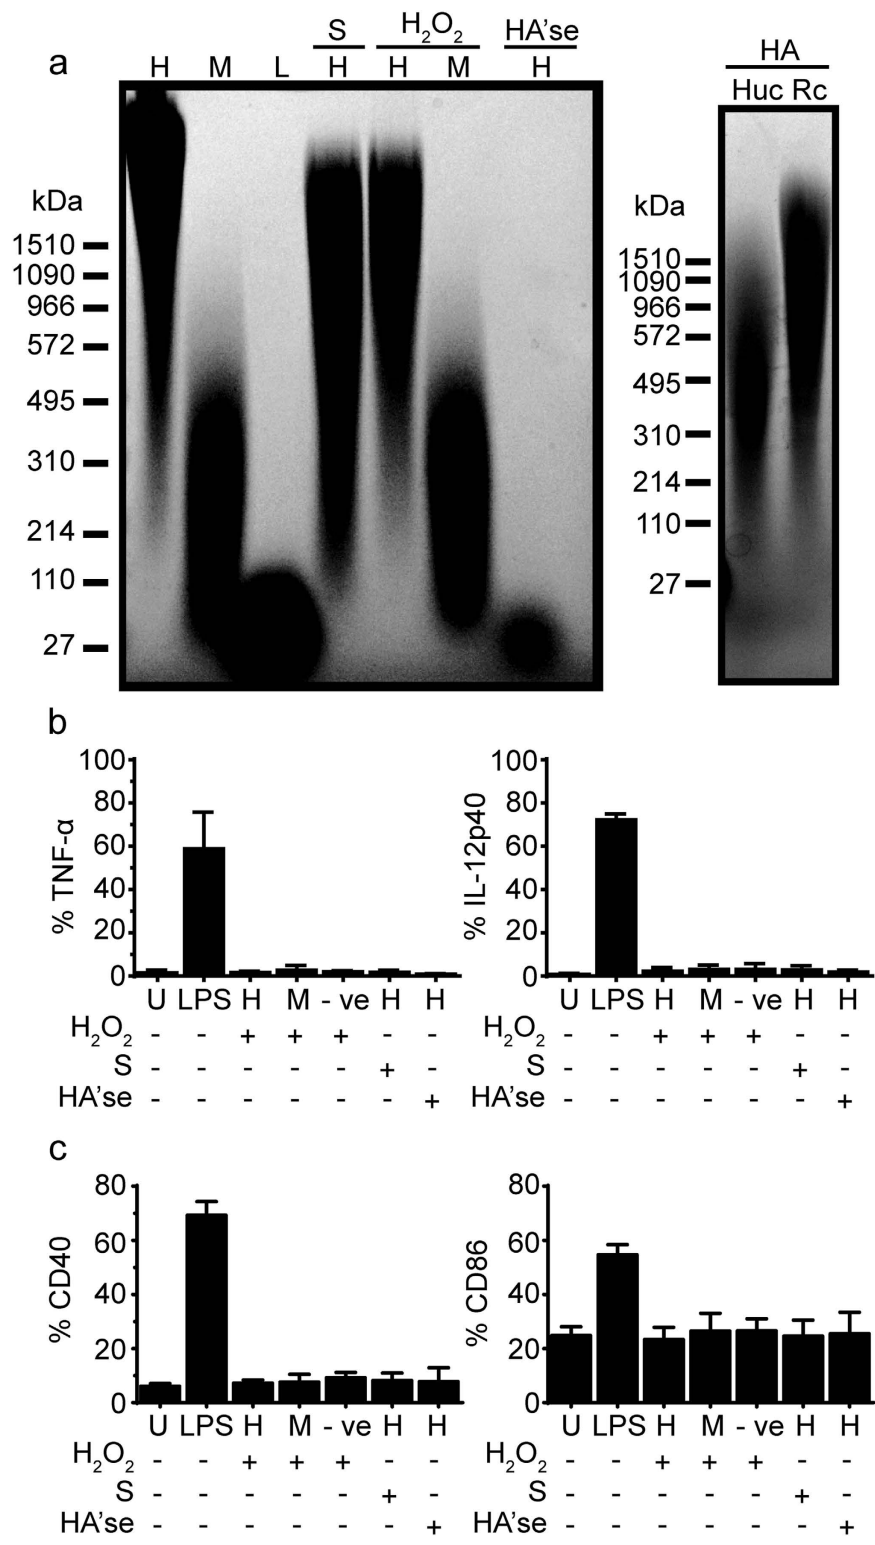 S H₂O₂ HA'se
a H M L H H M H
kDa
1510
1090
966
572
495
310
214
110
27
HA
Huc Rc
kDa
1510
1090
966
572
495
310
214
110
27
b
% TNF-α
100
80
60
40
20
0
U LPS H M - ve H H
H₂O₂ - - + + + - -
S - - - - - + -
HA'se - - - - - - +
% IL-12p40
100
80
60
40
20
0
U LPS H M - ve H H
H₂O₂ - - + + + - -
S - - - - - + -
HA'se - - - - - - +
c
% CD40
80
60
40
20
0
U LPS H M - ve H H
H₂O₂ - - + + + - -
S - - - - - + -
HA'se - - - - - - +
% CD86
80
60
40
20
0
U LPS H M - ve H H
H₂O₂ - - + + + - -
S - - - - - + -
HA'se - - - - - - +